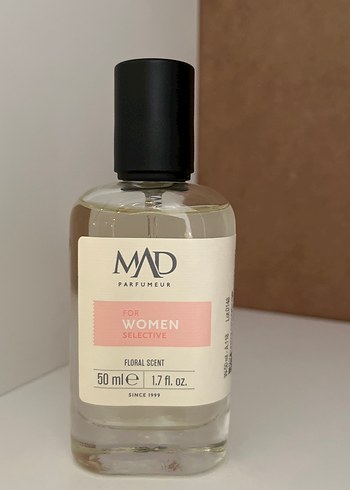 MAD
PARFUMEUR
FOR
WOMEN
SELECTIVE
FLORAL SCENT
50 ml ℮ 1.7 fl. oz.
SINCE 1999